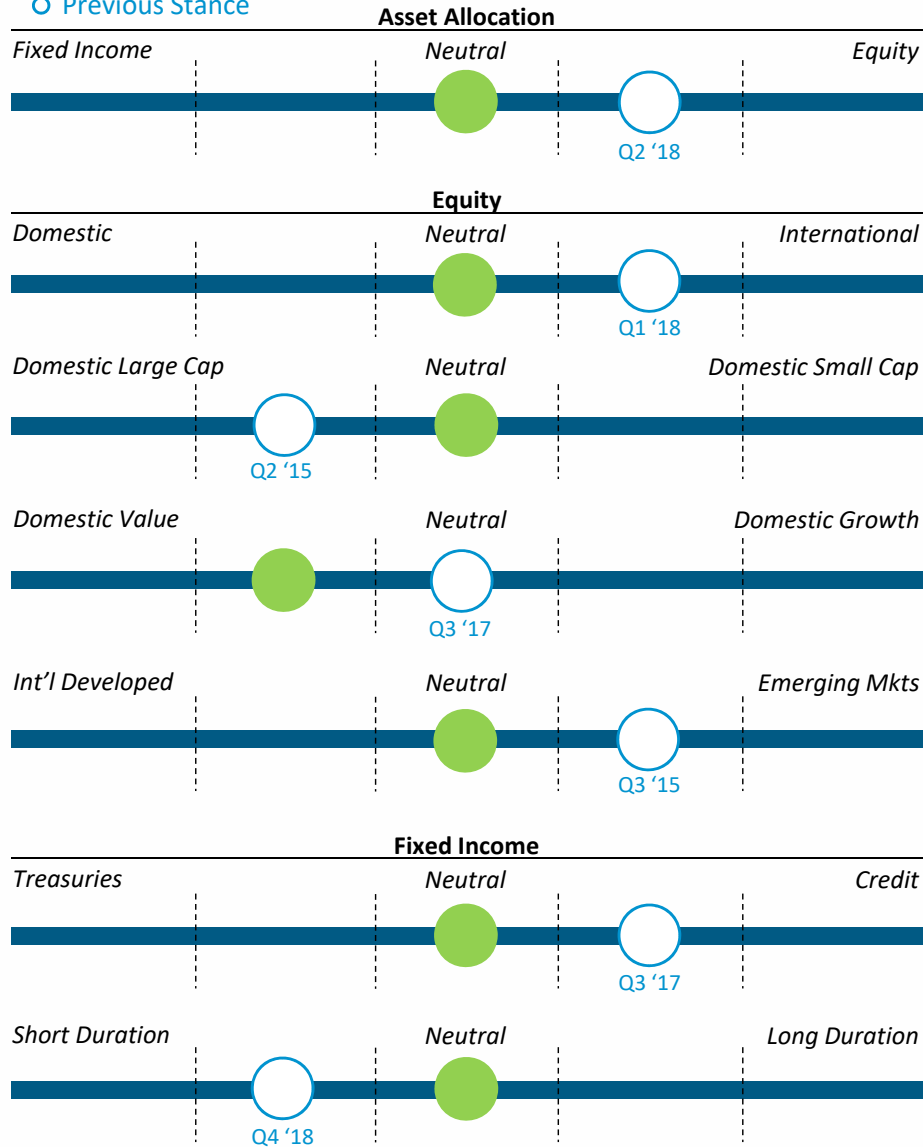 Previous Stance
Asset Allocation
Fixed Income Neutral Equity
Q2 ‘18
Equity
Domestic Neutral International
Q1 ‘18
Domestic Large Cap Neutral Domestic Small Cap
Q2 ‘15
Domestic Value Neutral Domestic Growth
Q3 ‘17
Int’l Developed Neutral Emerging Mkts
Q3 ‘15
Fixed Income
Treasuries Neutral Credit
Q3 ‘17
Short Duration Neutral Long Duration
Q4 ‘18